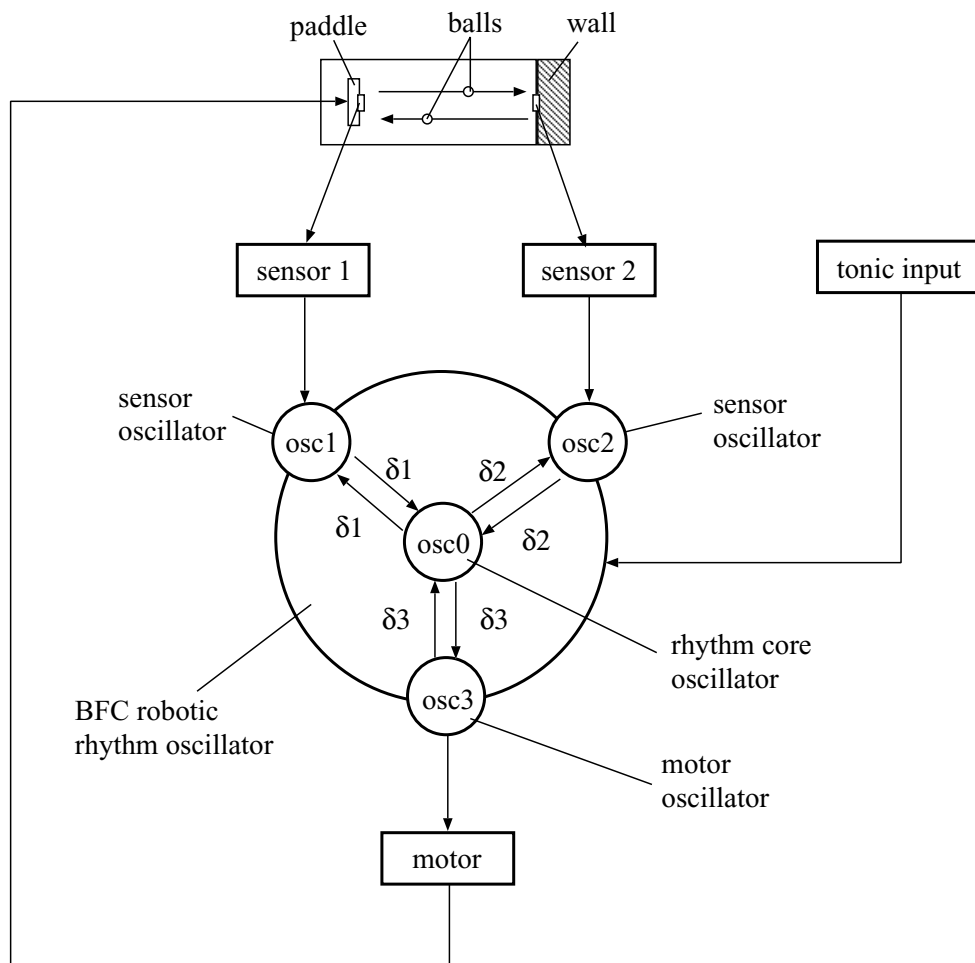 paddle
balls
wall
sensor 1
sensor 2
tonic input
sensor
oscillator
sensor
oscillator
osc1
osc2
δ1
δ2
δ1
osc0
δ2
δ3
δ3
rhythm core
oscillator
osc3
BFC robotic
rhythm oscillator
motor
oscillator
motor